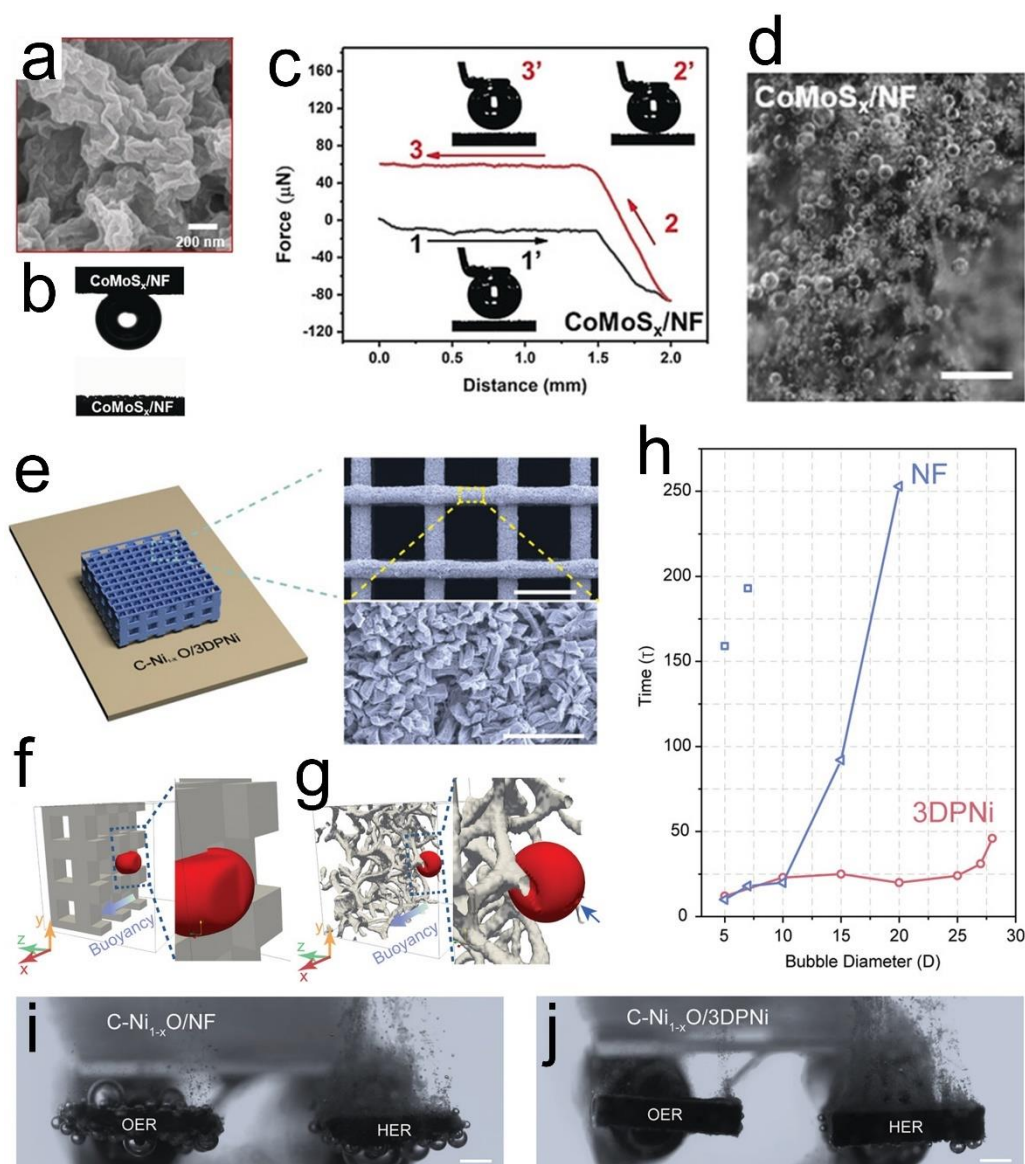 a
200 nm
b
CoMoSₓ/NF
CoMoSₓ/NF
c
160
120
80
40
0
-40
-80
-120
Force (μN)
0.0 0.5 1.0 1.5 2.0
Distance (mm)
3'
2'
3
2
1
1'
CoMoSₓ/NF
d
CoMoSₓ/NF
e
C-Ni₁₋ₓO/3DPNi
f
Buoyancy
y
z
x
g
Buoyancy
y
z
x
h
250
200
150
100
50
0
Time (τ)
5 10 15 20 25
Bubble Diameter (D)
NF
3DPNi
i
C-Ni₁₋ₓO/NF
OER
HER
j
C-Ni₁₋ₓO/3DPNi
OER
HER